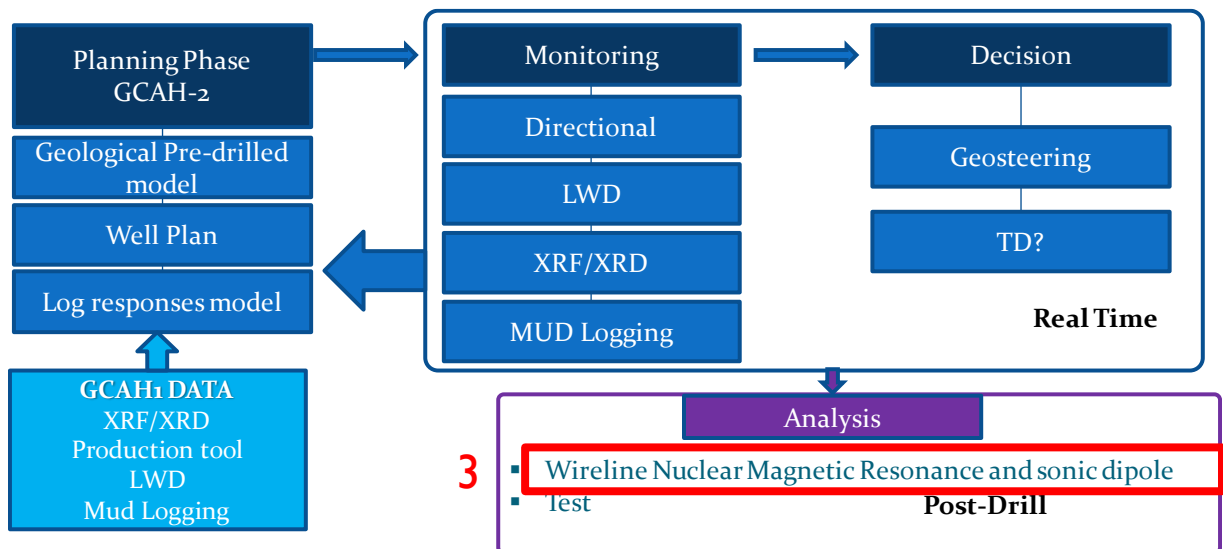 Planning Phase
GCAH-2
Geological Pre-drilled
model
Well Plan
Log responses model
GCAH1 DATA
XRF/XRD
Production tool
LWD
Mud Logging
Monitoring
Directional
LWD
XRF/XRD
MUD Logging
Decision
Geosteering
TD?
Real Time
Analysis
3
▪ Wireline Nuclear Magnetic Resonance and sonic dipole
▪ Test
Post-Drill